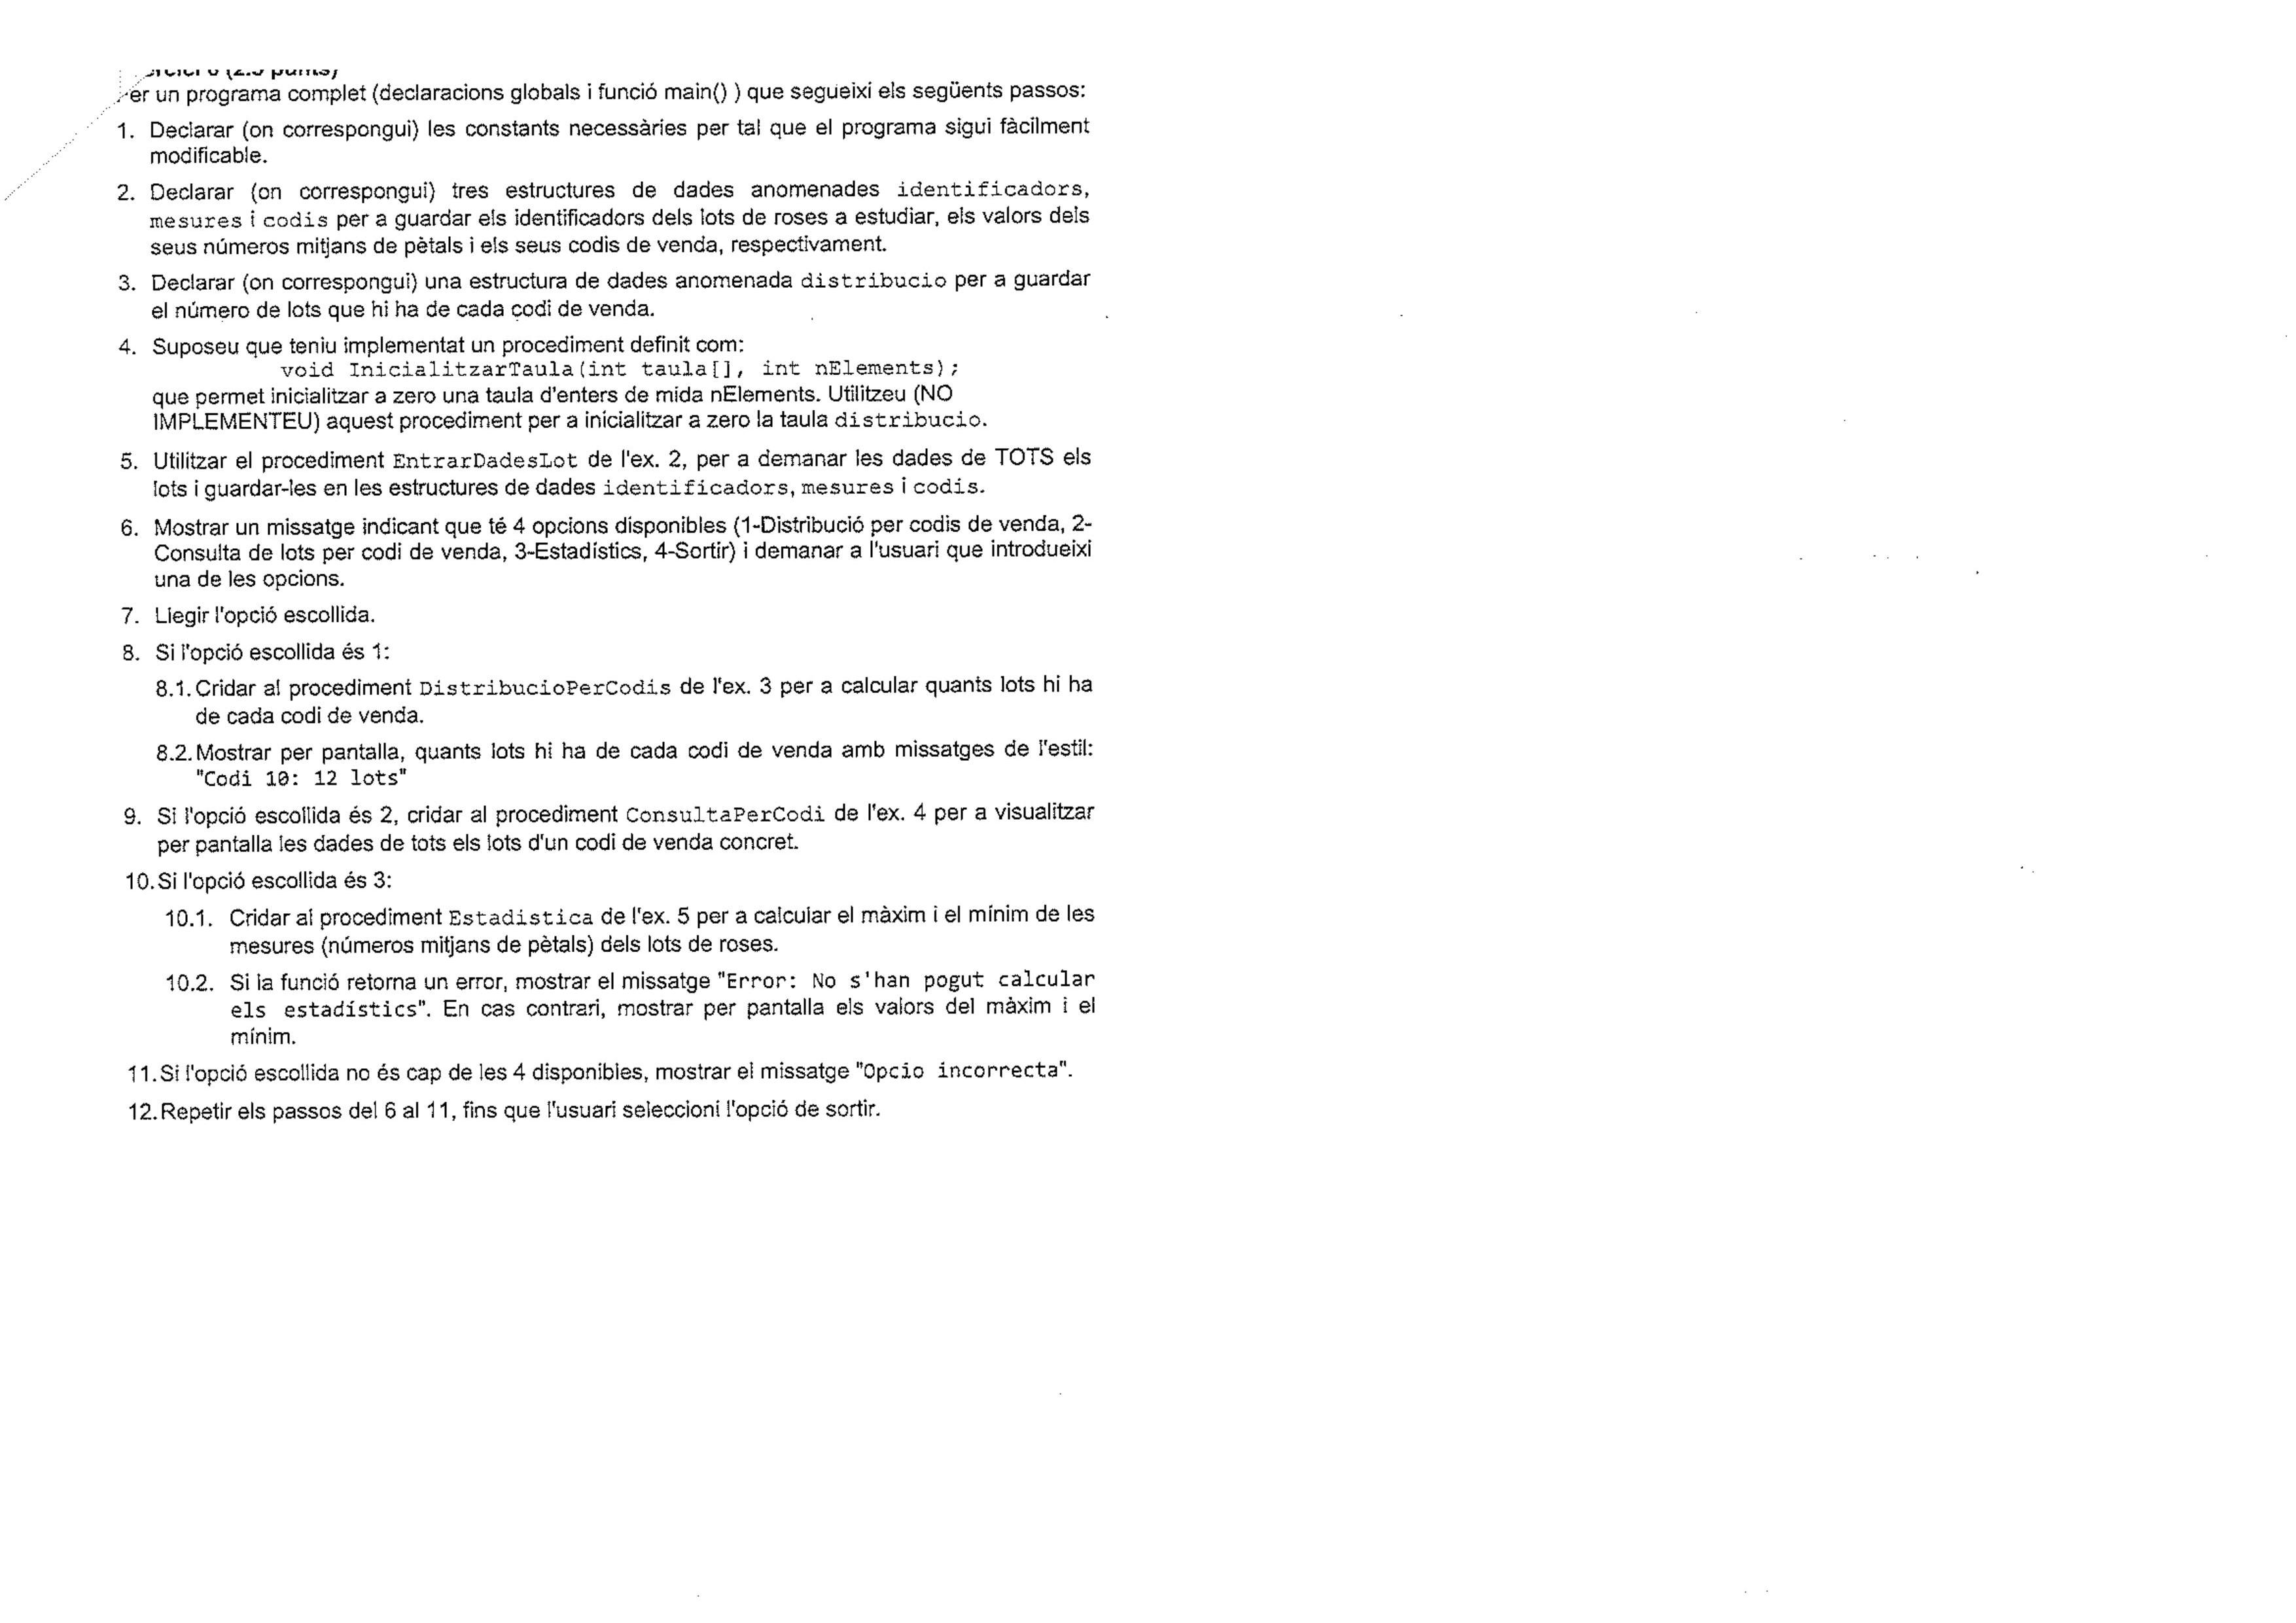 (2.5 punts)
er un programa complet (declaracions globals i funció main() ) que segueixi els següents passos:
1. Declarar (on correspongui) les constants necessàries per tal que el programa sigui fàcilment
modificable.
2. Declarar (on correspongui) tres estructures de dades anomenades identificadors,
mesures i codis per a guardar els identificadors dels lots de roses a estudiar, els valors dels
seus números mitjans de pètals i els seus codis de venda, respectivament.
3. Declarar (on correspongui) una estructura de dades anomenada distribucio per a guardar
el número de lots que hi ha de cada codi de venda.
4. Suposeu que teniu implementat un procediment definit com:
void InicialitzarTaula(int taula[], int nElements);
que permet inicialitzar a zero una taula d'enters de mida nElements. Utilitzeu (NO
IMPLEMENTEU) aquest procediment per a inicialitzar a zero la taula distribucio.
5. Utilitzar el procediment EntrarDadesLot de l'ex. 2, per a demanar les dades de TOTS els
lots i guardar-les en les estructures de dades identificadors, mesures i codis.
6. Mostrar un missatge indicant que té 4 opcions disponibles (1-Distribució per codis de venda, 2-
Consulta de lots per codi de venda, 3-Estadístics, 4-Sortir) i demanar a l'usuari que introdueixi
una de les opcions.
7. Llegir l'opció escollida.
8. Si l'opció escollida és 1:
8.1. Cridar al procediment DistribucioPerCodis de l'ex. 3 per a calcular quants lots hi ha
de cada codi de venda.
8.2. Mostrar per pantalla, quants lots hi ha de cada codi de venda amb missatges de l'estil:
"Codi 10: 12 lots"
9. Si l'opció escollida és 2, cridar al procediment ConsultaPerCodi de l'ex. 4 per a visualitzar
per pantalla les dades de tots els lots d'un codi de venda concret.
10. Si l'opció escollida és 3:
10.1. Cridar al procediment Estadistica de l'ex. 5 per a calcular el màxim i el mínim de les
mesures (números mitjans de pètals) dels lots de roses.
10.2. Si la funció retorna un error, mostrar el missatge "Error: No s'han pogut calcular
els estadístics". En cas contrari, mostrar per pantalla els valors del màxim i el
mínim.
11. Si l'opció escollida no és cap de les 4 disponibles, mostrar el missatge "Opcio incorrecta".
12. Repetir els passos del 6 al 11, fins que l'usuari seleccioni l'opció de sortir.